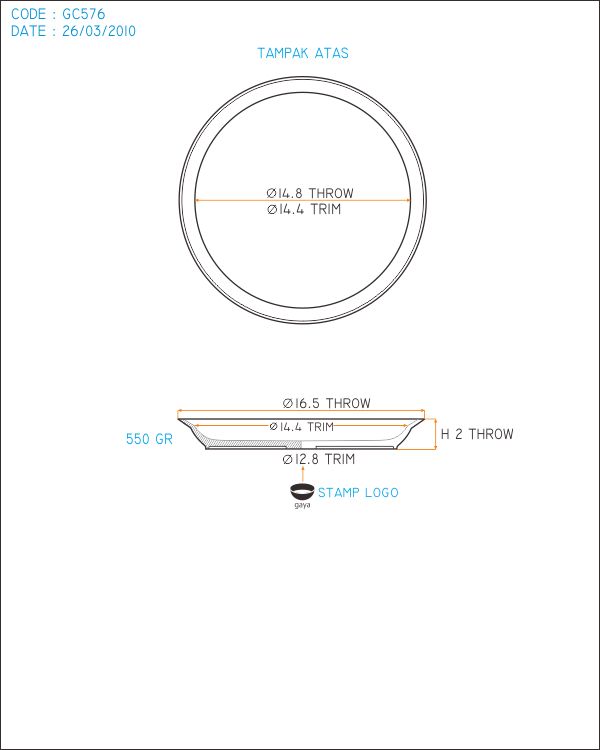 CODE : GC576
DATE : 26/03/2010
TAMPAK ATAS
Ø14.8 THROW
Ø14.4 TRIM
Ø16.5 THROW
Ø14.4 TRIM
550 GR
H 2 THROW
Ø12.8 TRIM
STAMP LOGO
gaya